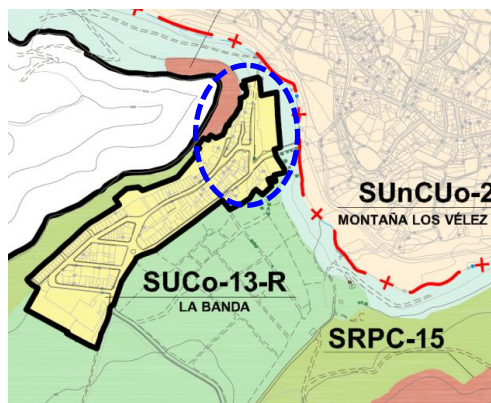 SUnCUo-2
MONTAÑA LOS VÉLEZ
SUCo-13-R
LA BANDA
SRPC-15